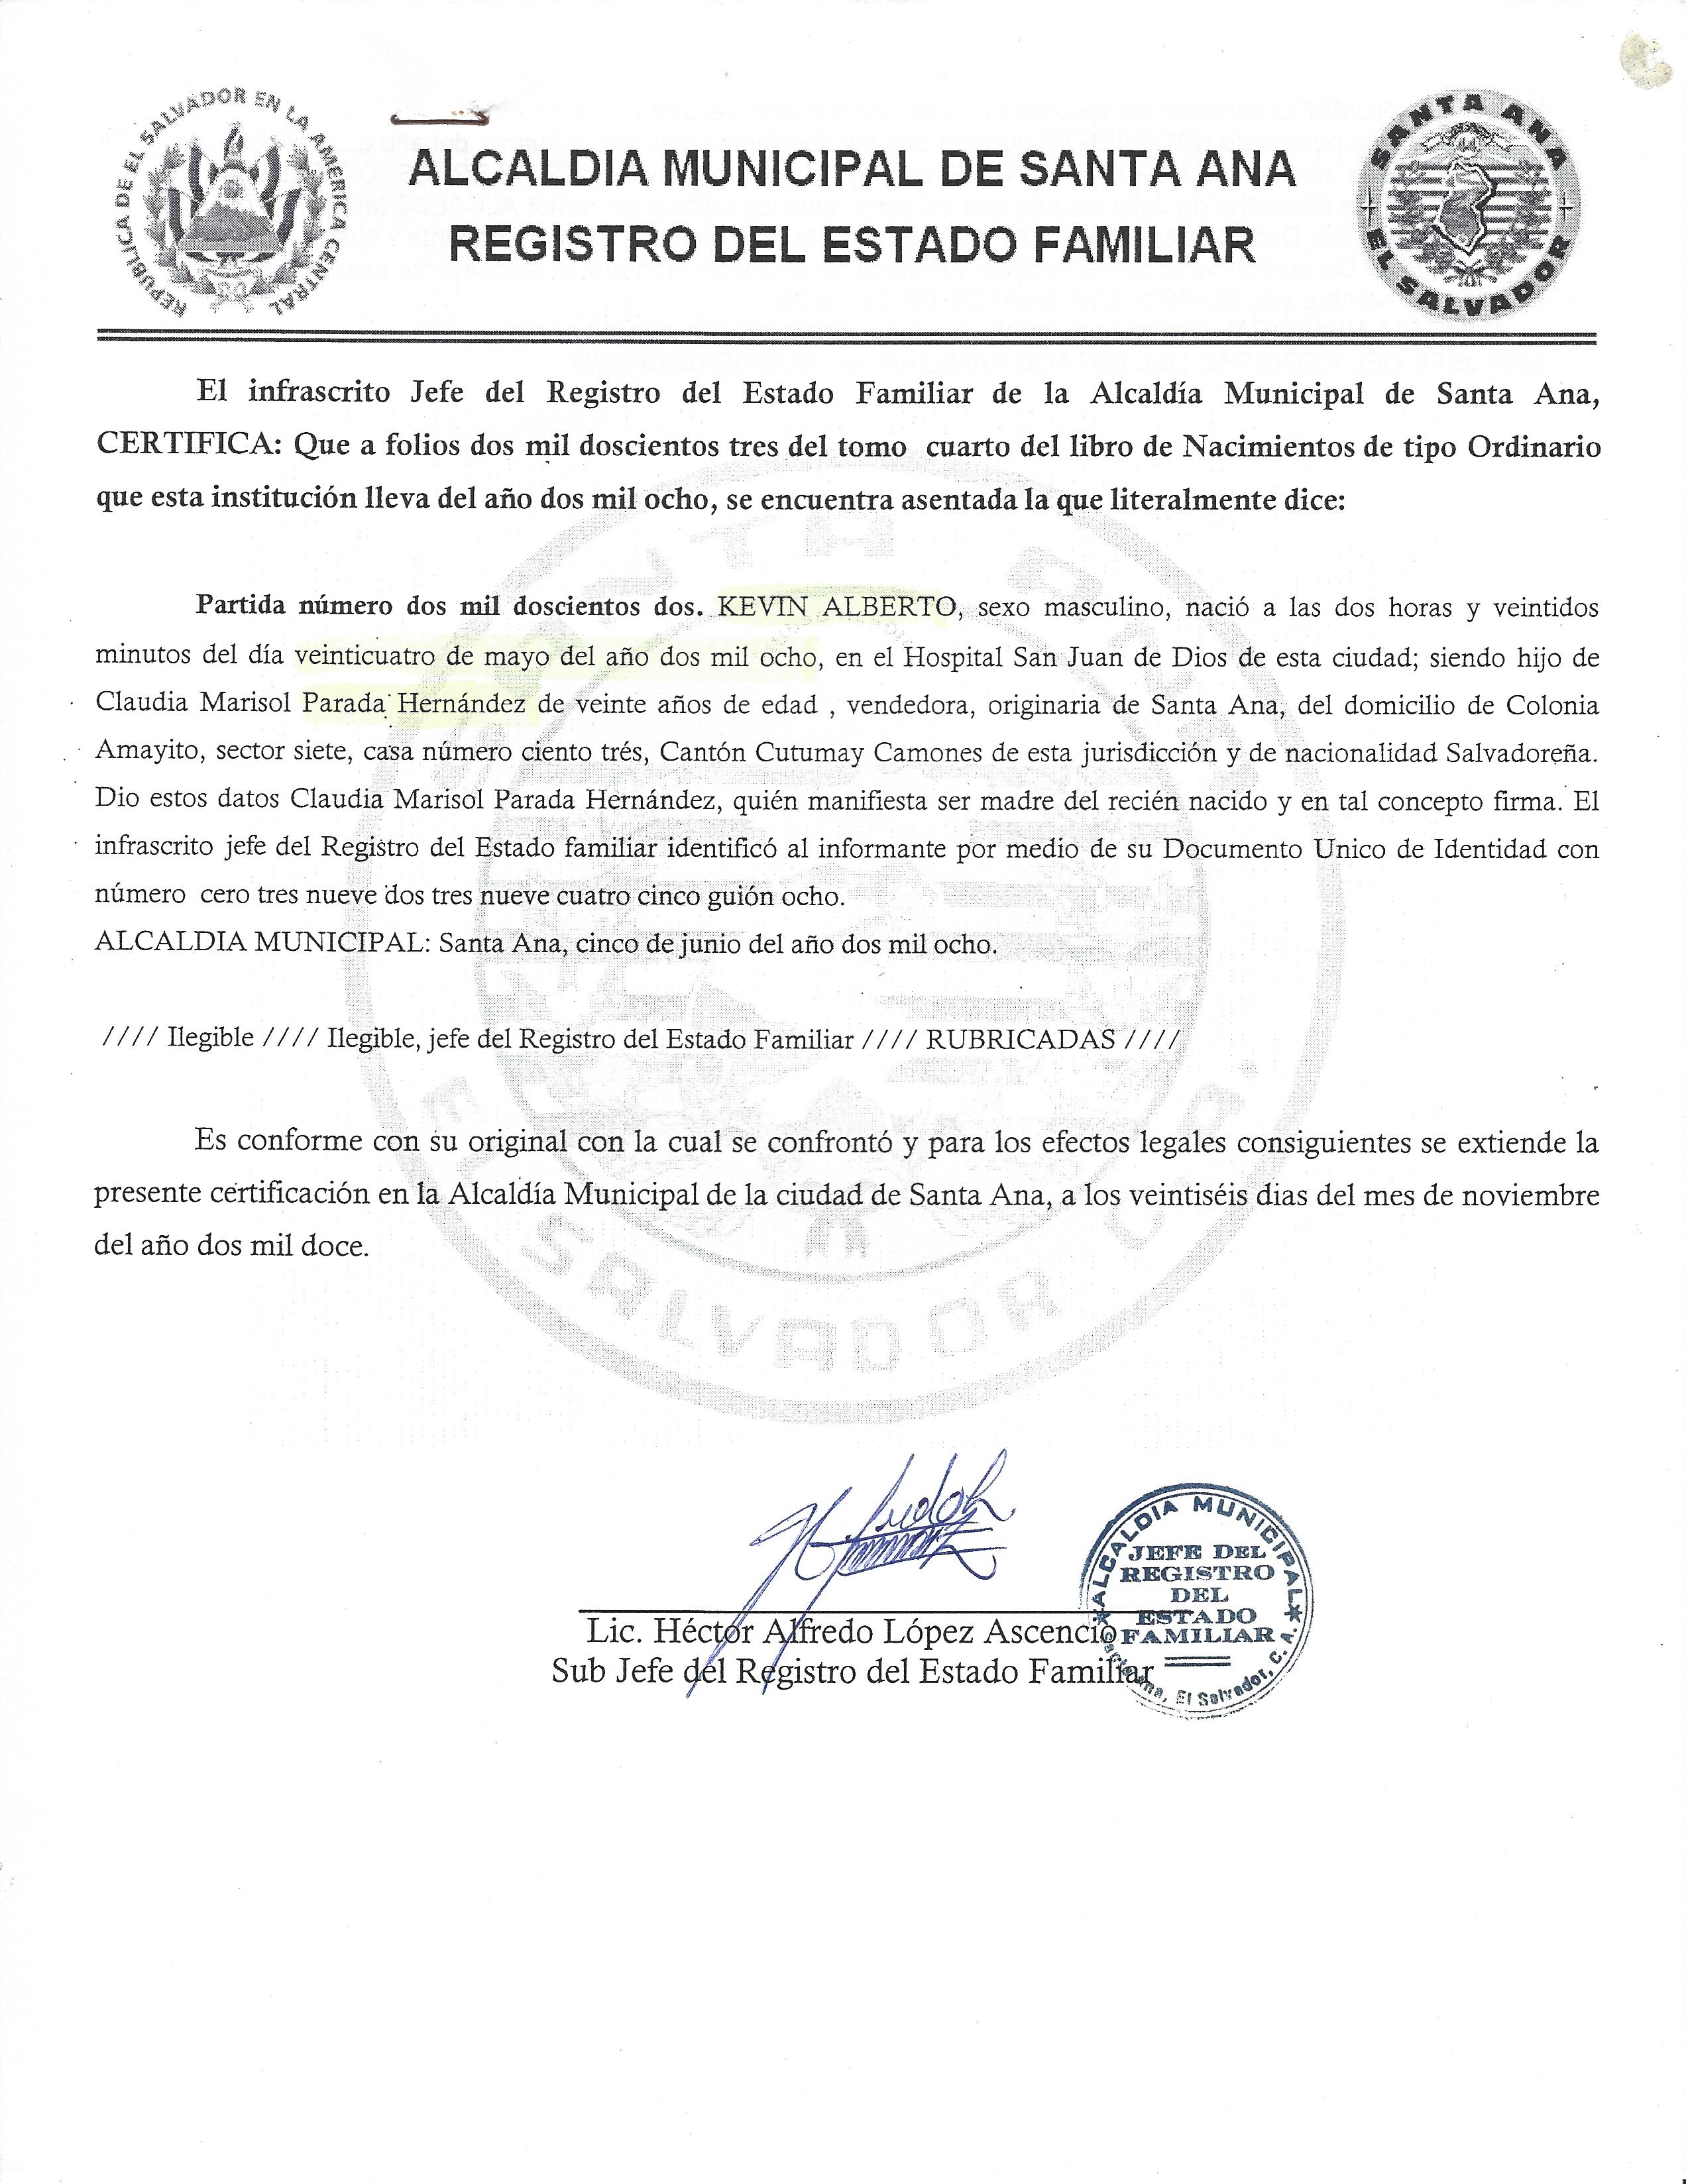 REPUBLICA DE EL SALVADOR EN LA AMERICA CENTRAL
SANTA ANA
EL SALVADOR
ALCALDIA MUNICIPAL DE SANTA ANA
REGISTRO DEL ESTADO FAMILIAR
El infrascrito Jefe del Registro del Estado Familiar de la Alcaldía Municipal de Santa Ana,
CERTIFICA: Que a folios dos mil doscientos tres del tomo cuarto del libro de Nacimientos de tipo Ordinario
que esta institución lleva del año dos mil ocho, se encuentra asentada la que literalmente dice:
Partida número dos mil doscientos dos. KEVIN ALBERTO, sexo masculino, nació a las dos horas y veintidos
minutos del día veinticuatro de mayo del año dos mil ocho, en el Hospital San Juan de Dios de esta ciudad; siendo hijo de
Claudia Marisol Parada Hernández de veinte años de edad , vendedora, originaria de Santa Ana, del domicilio de Colonia
Amayito, sector siete, casa número ciento trés, Cantón Cutumay Camones de esta jurisdicción y de nacionalidad Salvadoreña.
Dio estos datos Claudia Marisol Parada Hernández, quién manifiesta ser madre del recién nacido y en tal concepto firma. El
infrascrito jefe del Registro del Estado familiar identificó al informante por medio de su Documento Unico de Identidad con
número cero tres nueve dos tres nueve cuatro cinco guión ocho.
ALCALDIA MUNICIPAL: Santa Ana, cinco de junio del año dos mil ocho.
//// Ilegible //// Ilegible, jefe del Registro del Estado Familiar //// RUBRICADAS ////
Es conforme con su original con la cual se confrontó y para los efectos legales consiguientes se extiende la
presente certificación en la Alcaldía Municipal de la ciudad de Santa Ana, a los veintiséis dias del mes de noviembre
del año dos mil doce.
SANTA ANA
EL SALVADOR C.A.
Lic. Héctor Alfredo López Ascencio
Sub Jefe del Registro del Estado Familiar
ALCALDIA MUNICIPAL
JEFE DEL
REGISTRO
DEL
ESTADO
FAMILIAR
Santa Ana, El Salvador, C. A.